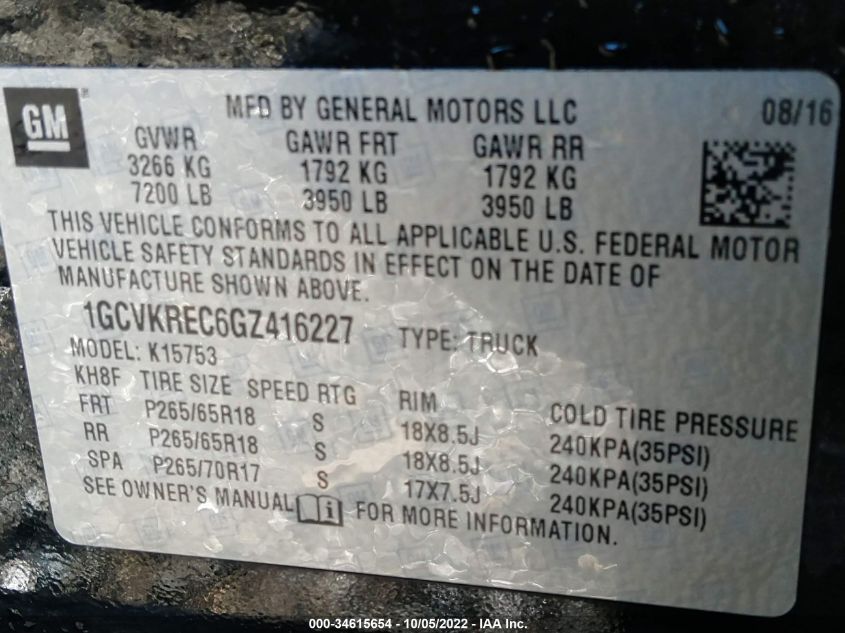 GM® MFD BY GENERAL MOTORS LLC 08/16
GVWR GAWR FRT GAWR RR
3266 KG 1792 KG 1792 KG
7200 LB 3950 LB 3950 LB
THIS VEHICLE CONFORMS TO ALL APPLICABLE U.S. FEDERAL MOTOR
VEHICLE SAFETY STANDARDS IN EFFECT ON THE DATE OF
MANUFACTURE SHOWN ABOVE.
1GCVKREC6GZ416227 TYPE: TRUCK
MODEL: K15753
KH8F TIRE SIZE SPEED RTG RIM COLD TIRE PRESSURE
FRT P265/65R18 S 18X8.5J 240KPA(35PSI)
RR P265/65R18 S 18X8.5J 240KPA(35PSI)
SPA P265/70R17 S 17X7.5J 240KPA(35PSI)
SEE OWNER'S MANUAL i FOR MORE INFORMATION.
000-34615654 - 10/05/2022 - IAA Inc.